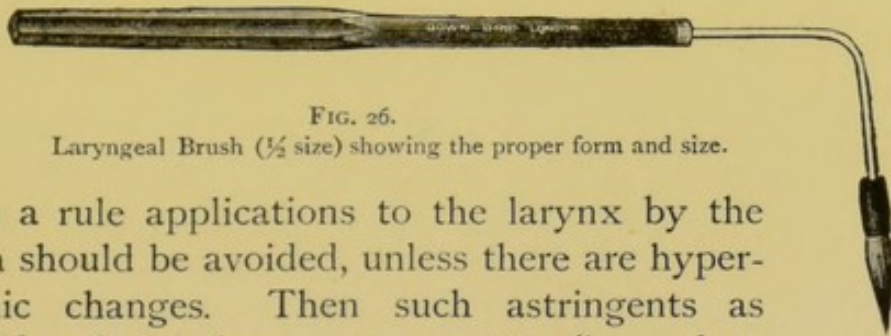 FIG. 26.
Laryngeal Brush (½ size) showing the proper form and size.
a rule applications to the larynx by the
should be avoided, unless there are hyper-
ic changes. Then such astringents as